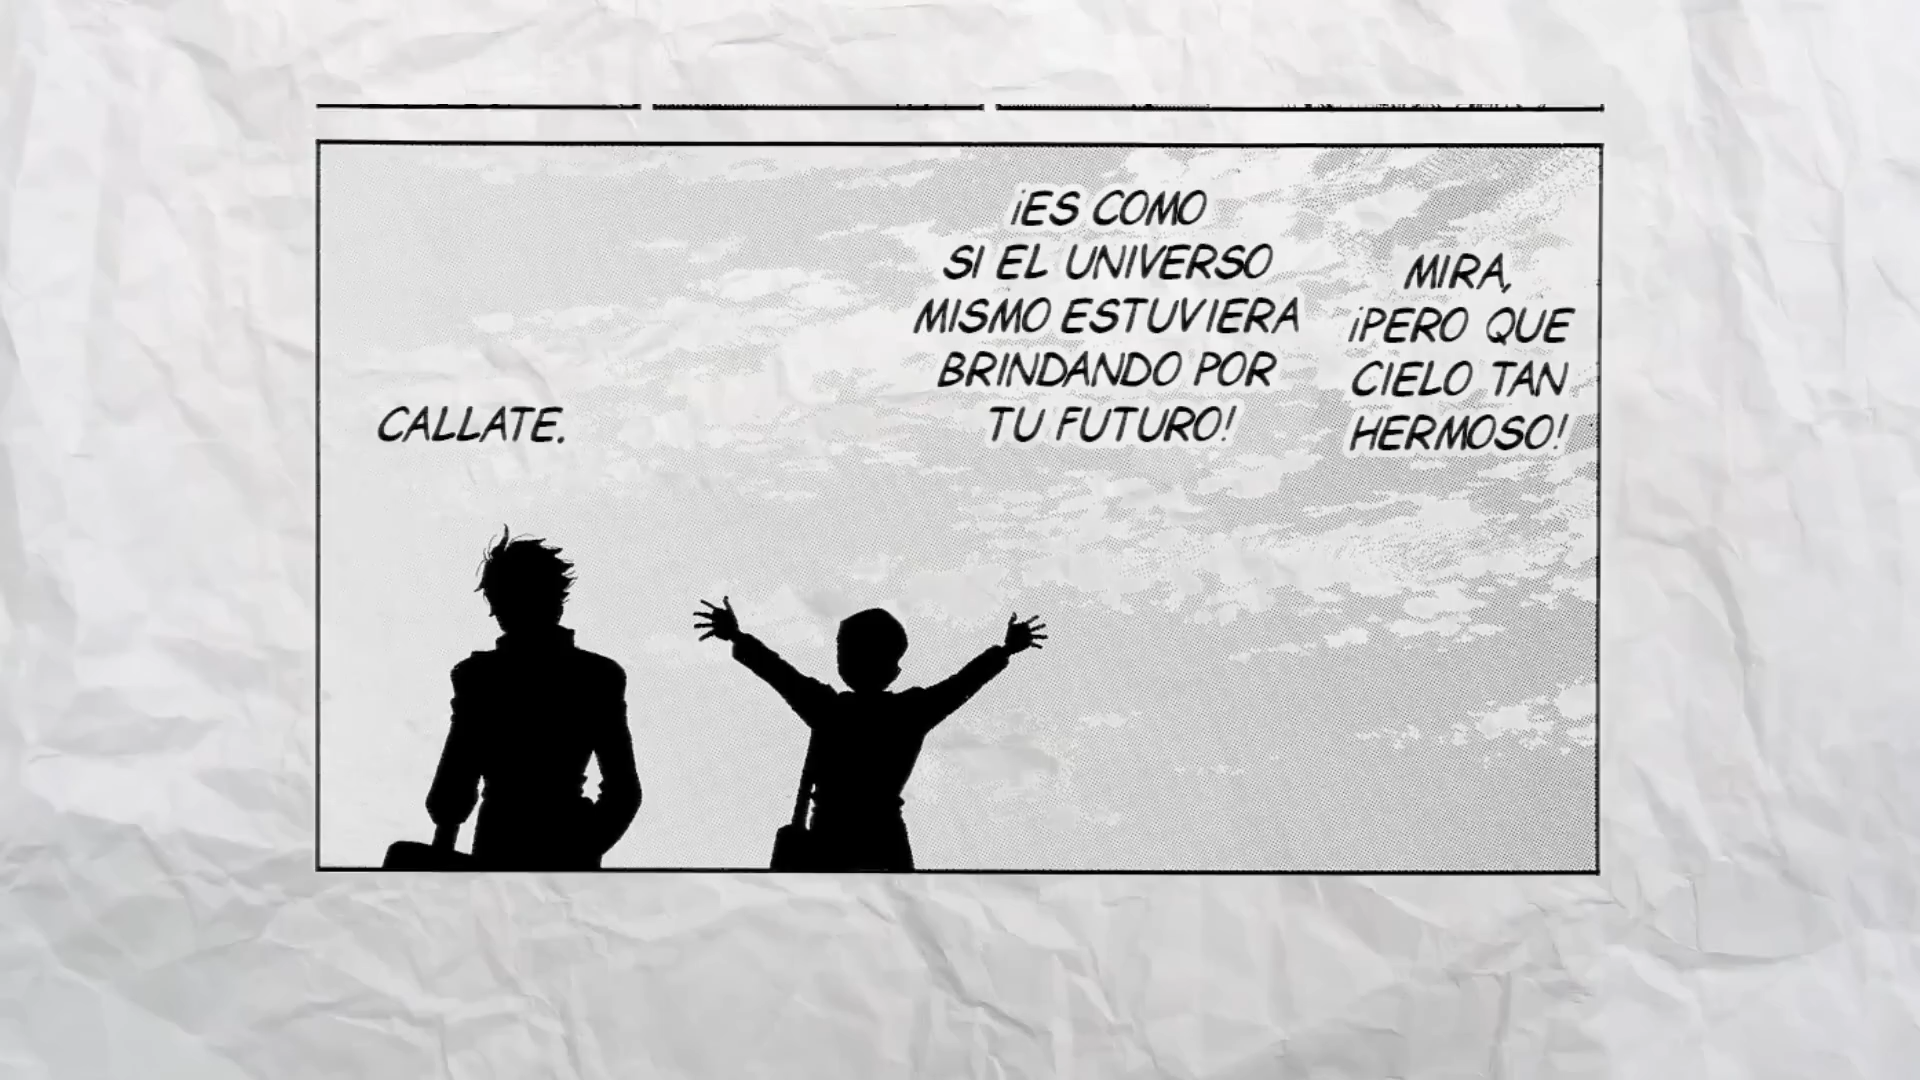 MIRA,
¡PERO QUE
CIELO TAN
HERMOSO!
¡ES COMO
SI EL UNIVERSO
MISMO ESTUVIERA
BRINDANDO POR
TU FUTURO!
CALLATE.